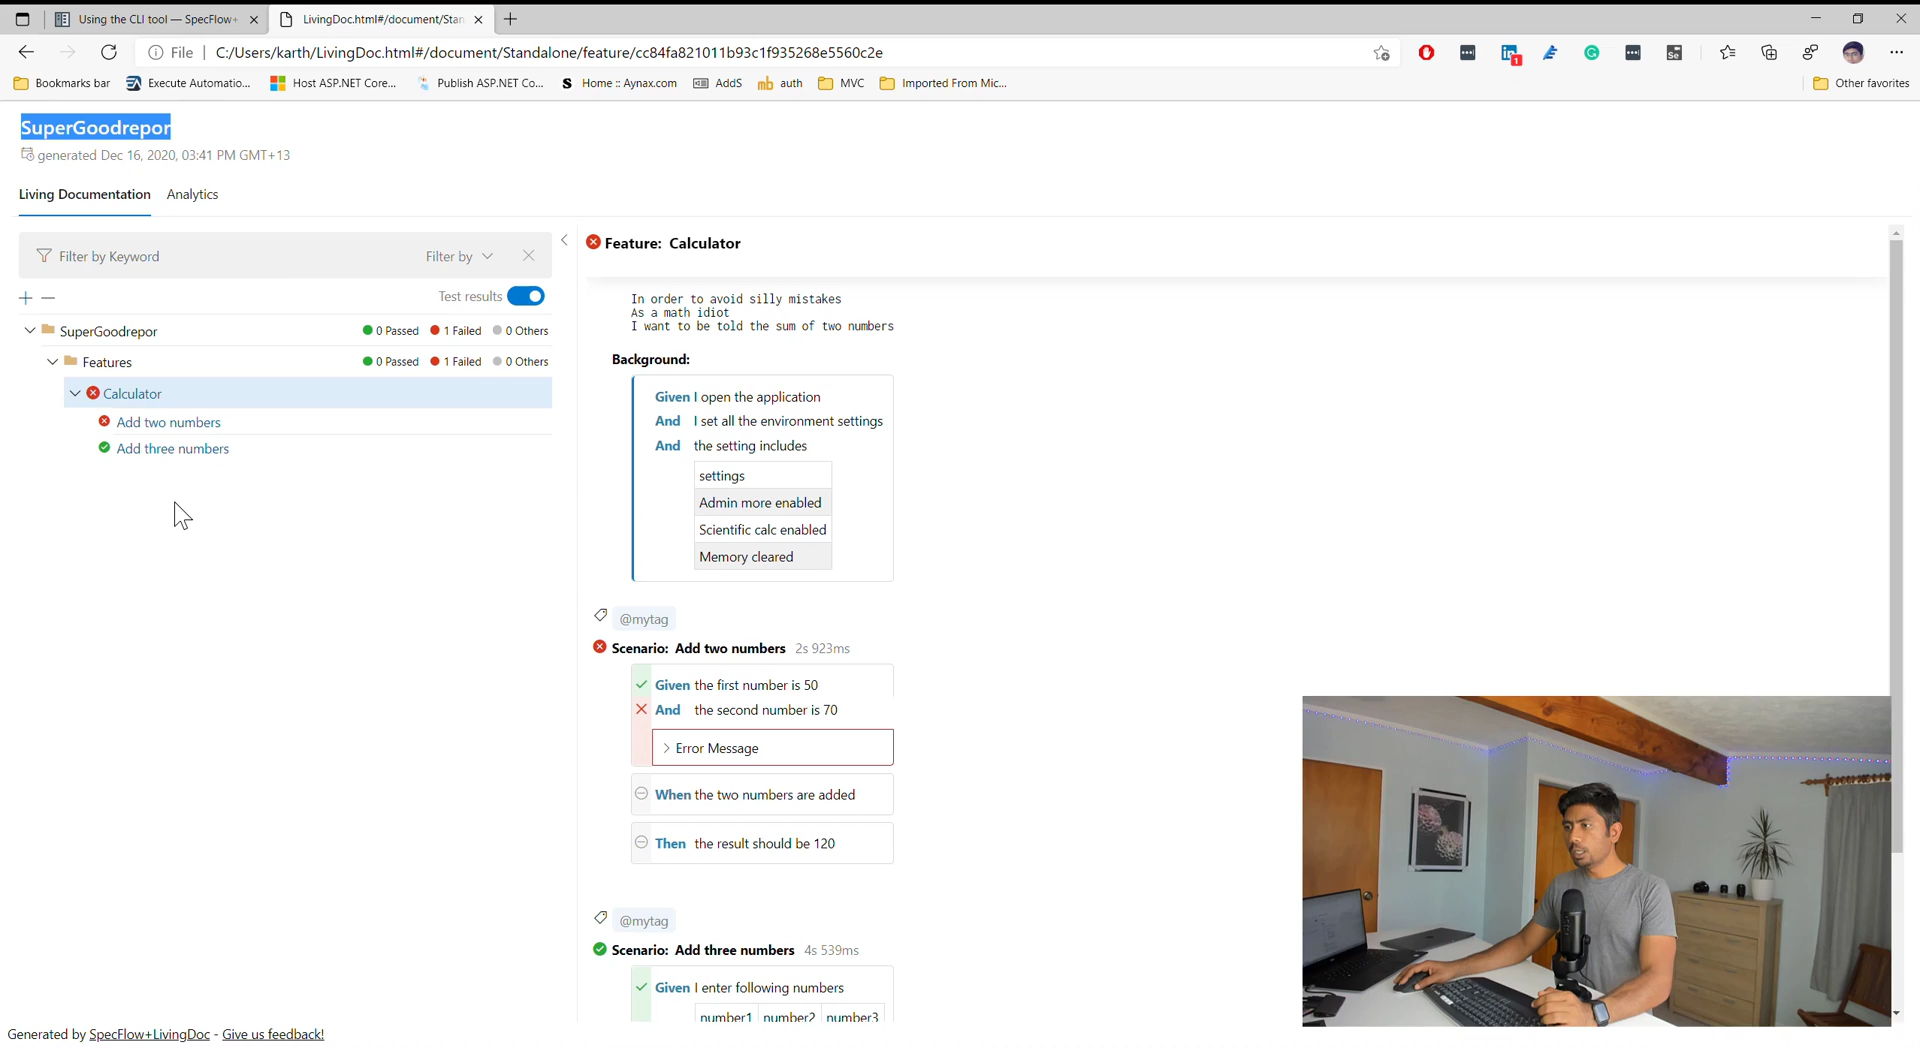 Using the CLI tool — SpecFlow+
LivingDoc.html#/document/Stan
File | C:/Users/karth/LivingDoc.html#/document/Standalone/feature/cc84fa821011b93c1f935268e5560c2e
1
Se
Bookmarks bar
Execute Automatio...
Host ASP.NET Core...
Publish ASP.NET Co...
S Home :: Aynax.com
AddS
mb auth
MVC
Imported From Mic...
Other favorites
SuperGoodrepor
generated Dec 16, 2020, 03:41 PM GMT+13
Living Documentation
Analytics
Filter by Keyword
Filter by
Test results
SuperGoodrepor 0 Passed 1 Failed 0 Others
Features 0 Passed 1 Failed 0 Others
Calculator
Add two numbers
Add three numbers
Feature: Calculator
In order to avoid silly mistakes
As a math idiot
I want to be told the sum of two numbers
Background:
Given I open the application
And I set all the environment settings
And the setting includes
settings
Admin more enabled
Scientific calc enabled
Memory cleared
@mytag
Scenario: Add two numbers 2s 923ms
Given the first number is 50
And the second number is 70
> Error Message
When the two numbers are added
Then the result should be 120
@mytag
Scenario: Add three numbers 4s 539ms
Given I enter following numbers
number1 number2 number3
Generated by SpecFlow+LivingDoc - Give us feedback!